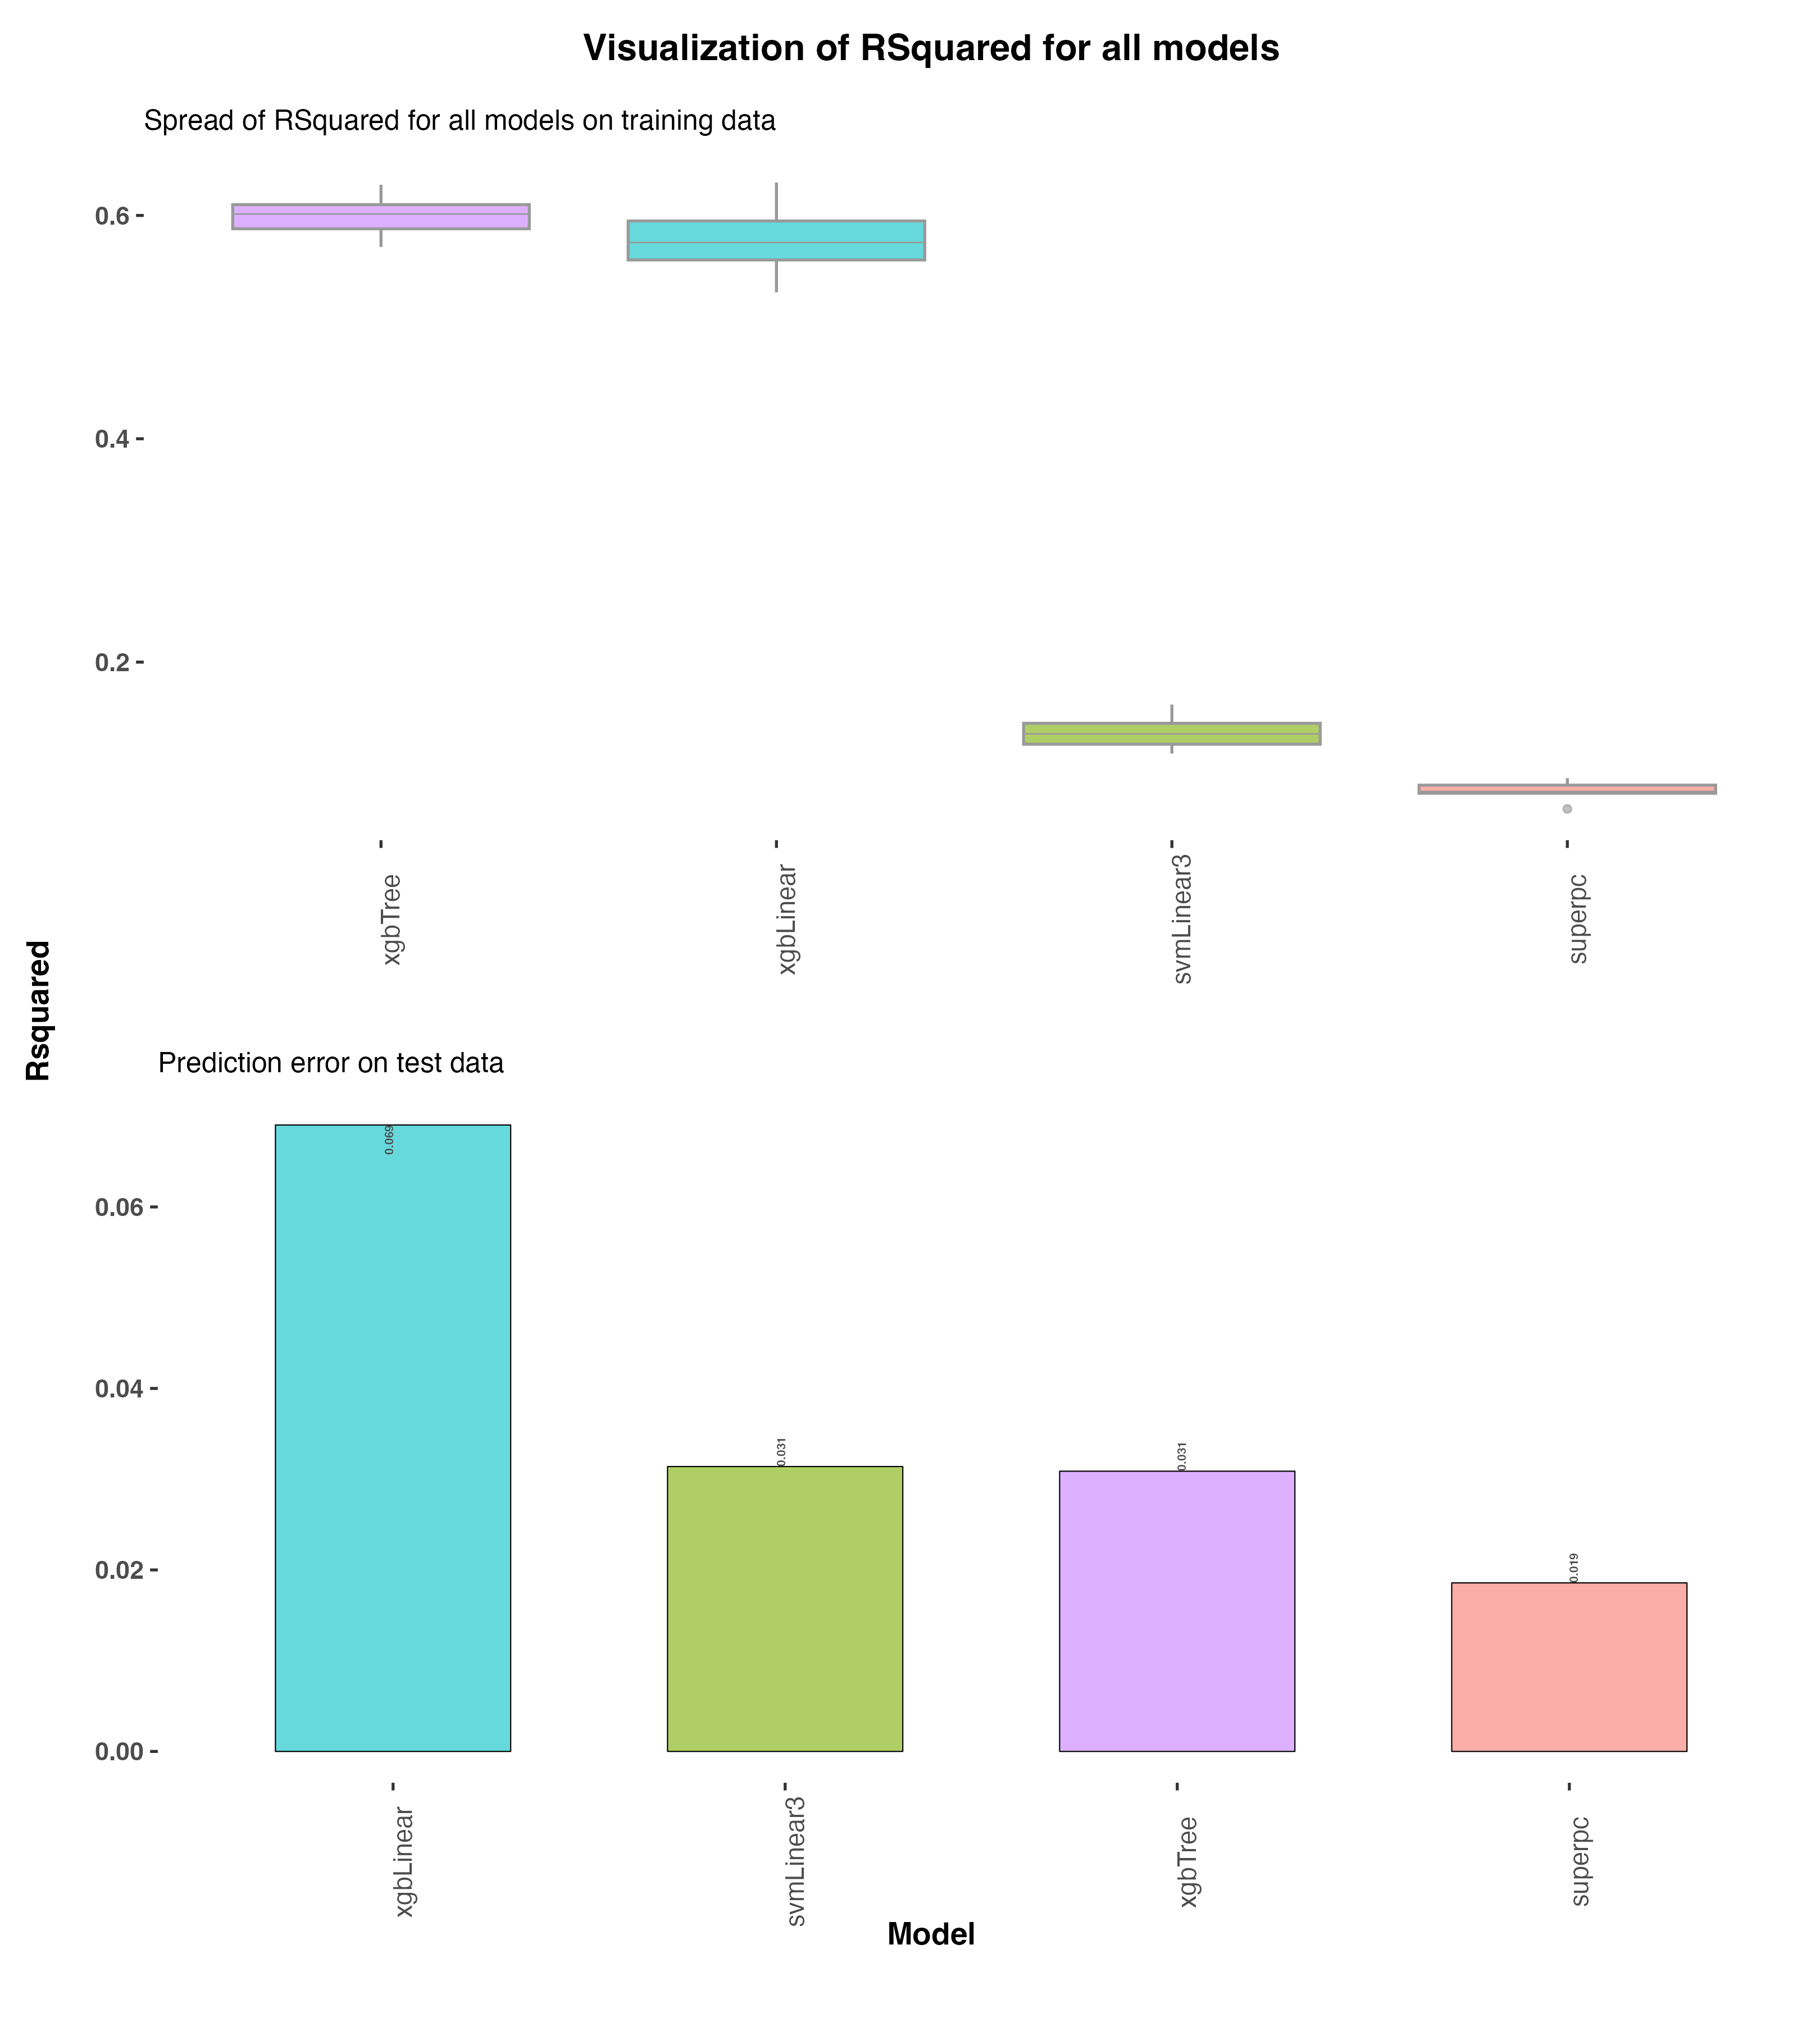 Visualization of RSquared for all models
Spread of RSquared for all models on training data
0.6
0.4
0.2
xgbTree
xgbLinear
svmLinear3
superpc
Rsquared
Prediction error on test data
0.069
0.06
0.04
0.031
0.031
0.02
0.019
0.00
xgbLinear
svmLinear3
xgbTree
superpc
Model